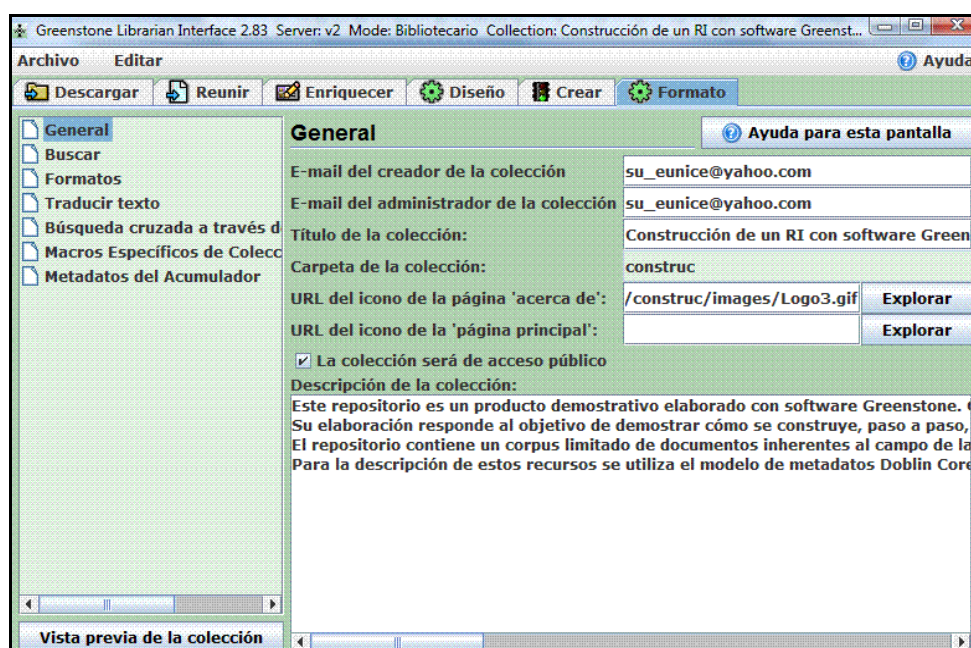 Greenstone Librarian Interface 2.83 Server: v2 Mode: Bibliotecario Collection: Construcción de un RI con software Greenst...
Archivo Editar Ayuda
Descargar Reunir Enriquecer Diseño Crear Formato
General
Buscar
Formatos
Traducir texto
Búsqueda cruzada a través d
Macros Específicos de Colecc
Metadatos del Acumulador
Vista previa de la colección
General Ayuda para esta pantalla
E-mail del creador de la colección su_eunice@yahoo.com
E-mail del administrador de la colección su_eunice@yahoo.com
Título de la colección: Construcción de un RI con software Green
Carpeta de la colección: construc
URL del icono de la página 'acerca de': /construc/images/Logo3.gif Explorar
URL del icono de la 'página principal': Explorar
La colección será de acceso público
Descripción de la colección:
Este repositorio es un producto demostrativo elaborado con software Greenstone.
Su elaboración responde al objetivo de demostrar cómo se construye, paso a paso,
El repositorio contiene un corpus limitado de documentos inherentes al campo de la
Para la descripción de estos recursos se utiliza el modelo de metadatos Doblin Core